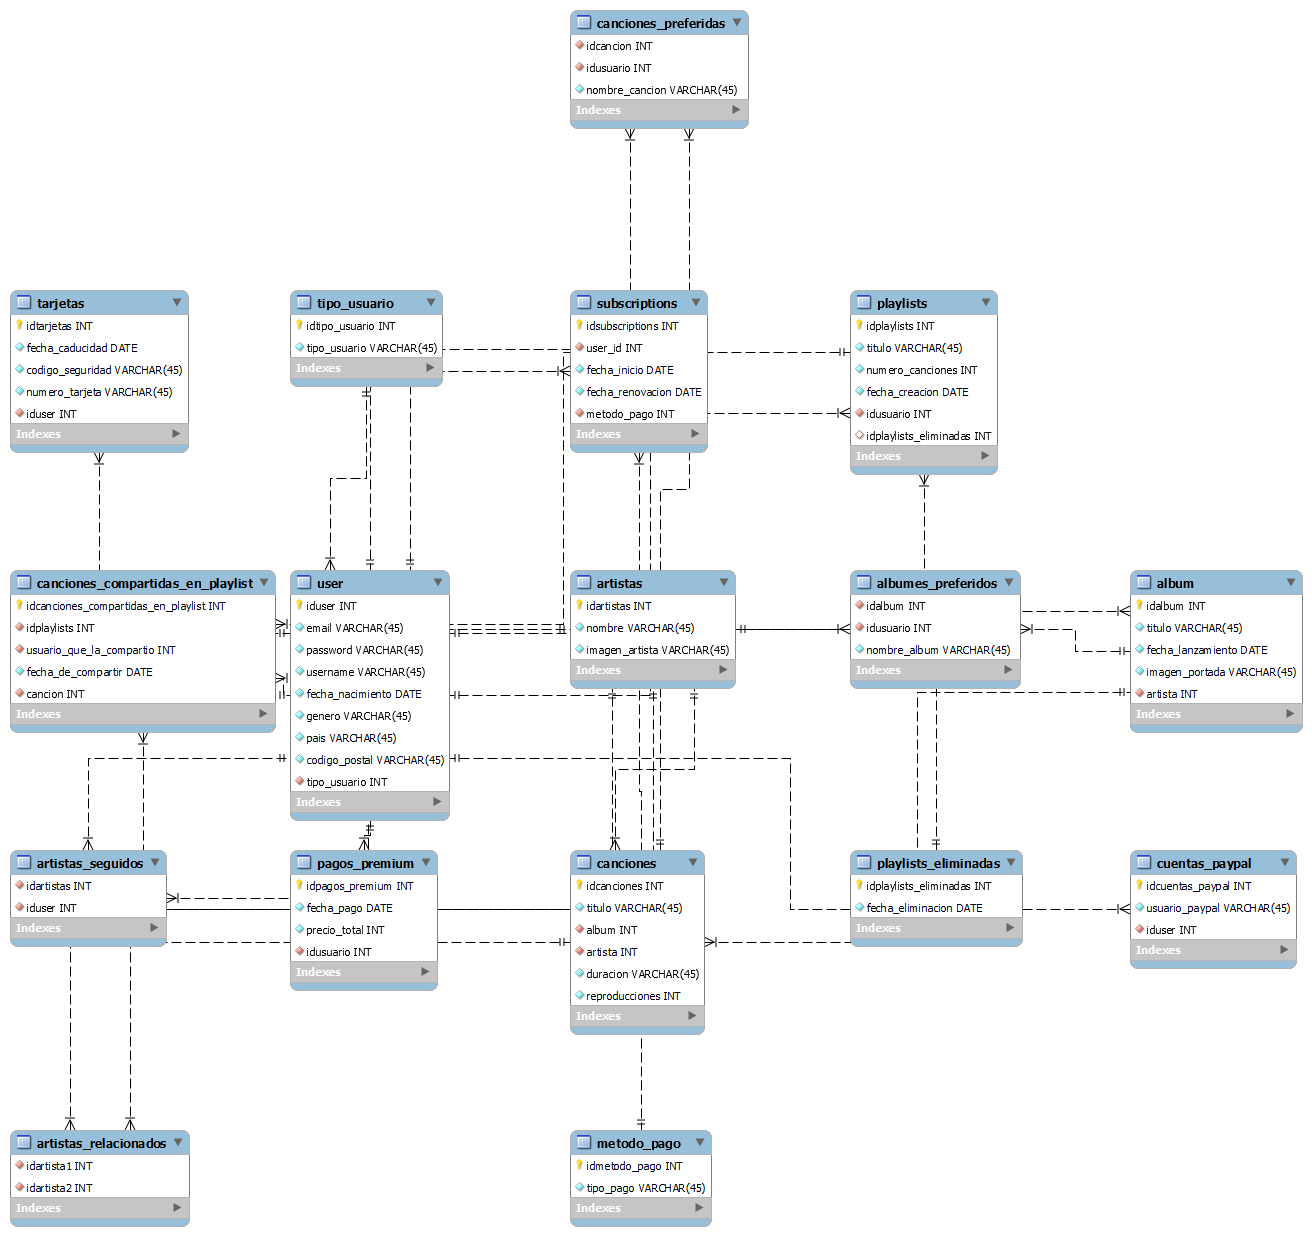 canciones_preferidas
idcancion INT
idusuario INT
nombre_cancion VARCHAR(45)
Indexes
tarjetas
idtarjetas INT
fecha_caducidad DATE
codigo_seguridad VARCHAR(45)
numero_tarjeta VARCHAR(45)
iduser INT
Indexes
tipo_usuario
idtipo_usuario INT
tipo_usuario VARCHAR(45)
Indexes
subscriptions
idsubscriptions INT
user_id INT
fecha_inicio DATE
fecha_renovacion DATE
metodo_pago INT
Indexes
playlists
idplaylists INT
titulo VARCHAR(45)
numero_canciones INT
fecha_creacion DATE
idusuario INT
idplaylists_eliminadas INT
Indexes
canciones_compartidas_en_playlist
idcanciones_compartidas_en_playlist INT
idplaylists INT
usuario_que_la_compartio INT
fecha_de_compartir DATE
cancion INT
Indexes
user
iduser INT
email VARCHAR(45)
password VARCHAR(45)
username VARCHAR(45)
fecha_nacimiento DATE
genero VARCHAR(45)
pais VARCHAR(45)
codigo_postal VARCHAR(45)
tipo_usuario INT
Indexes
artistas
idartistas INT
nombre VARCHAR(45)
imagen_artista VARCHAR(45)
Indexes
albumes_preferidos
idalbum INT
idusuario INT
nombre_album VARCHAR(45)
Indexes
album
idalbum INT
titulo VARCHAR(45)
fecha_lanzamiento DATE
imagen_portada VARCHAR(45)
artista INT
Indexes
artistas_seguidos
idartistas INT
iduser INT
Indexes
pagos_premium
idpagos_premium INT
fecha_pago DATE
precio_total INT
idusuario INT
Indexes
canciones
idcanciones INT
titulo VARCHAR(45)
album INT
artista INT
duracion VARCHAR(45)
reproducciones INT
Indexes
playlists_eliminadas
idplaylists_eliminadas INT
fecha_eliminacion DATE
Indexes
cuentas_paypal
idcuentas_paypal INT
usuario_paypal VARCHAR(45)
iduser INT
Indexes
artistas_relacionados
idartista1 INT
idartista2 INT
Indexes
metodo_pago
idmetodo_pago INT
tipo_pago VARCHAR(45)
Indexes